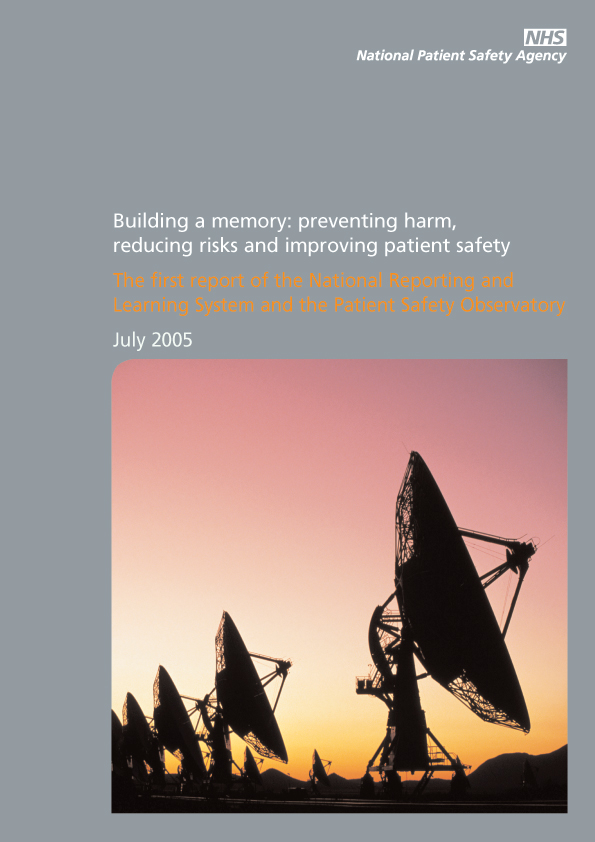 NHS
National Patient Safety Agency
Building a memory: preventing harm,
reducing risks and improving patient safety
The first report of the National Reporting and
Learning System and the Patient Safety Observatory
July 2005